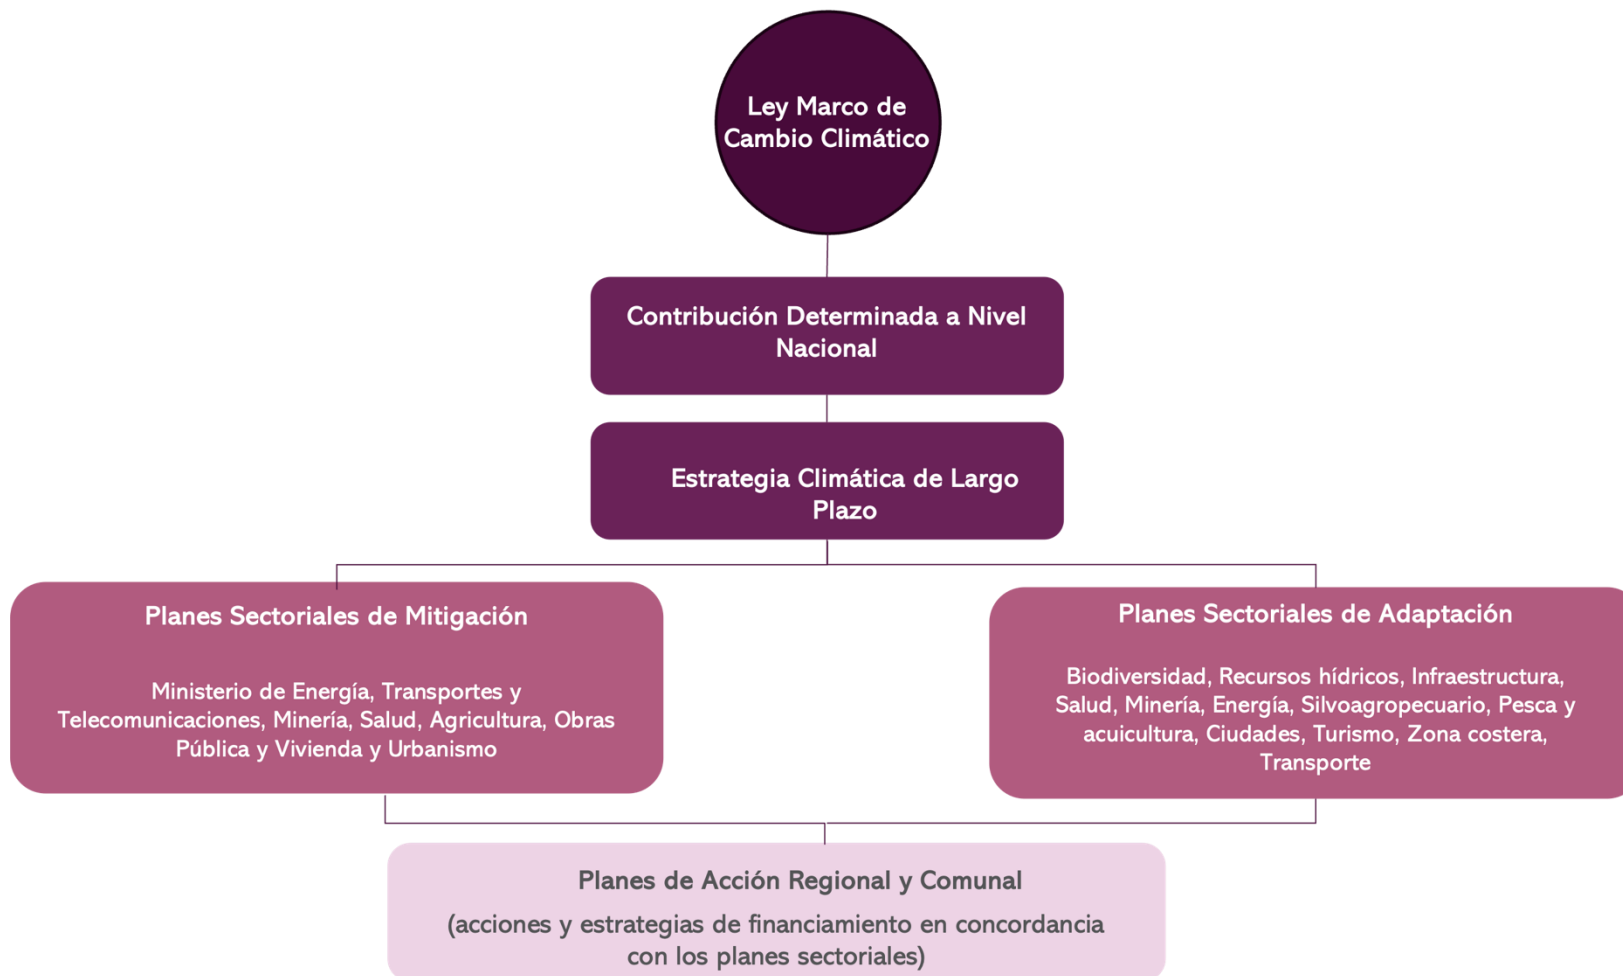 Ley Marco de
Cambio Climático
Contribución Determinada a Nivel
Nacional
Estrategia Climática de Largo
Plazo
Planes Sectoriales de Mitigación
Ministerio de Energía, Transportes y
Telecomunicaciones, Minería, Salud, Agricultura, Obras
Pública y Vivienda y Urbanismo
Planes Sectoriales de Adaptación
Biodiversidad, Recursos hídricos, Infraestructura,
Salud, Minería, Energía, Silvoagropecuario, Pesca y
acuicultura, Ciudades, Turismo, Zona costera,
Transporte
Planes de Acción Regional y Comunal
(acciones y estrategias de financiamiento en concordancia
con los planes sectoriales)